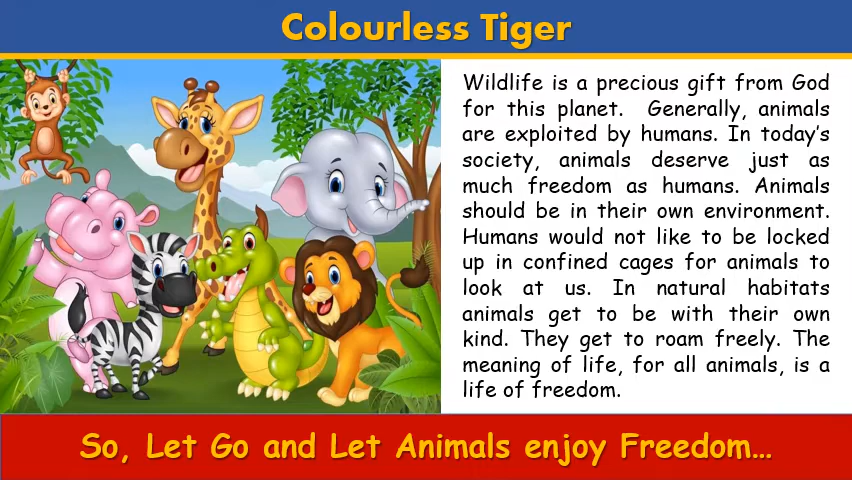 Colourless Tiger
Wildlife is a precious gift from God
for this planet. Generally, animals
are exploited by humans. In today's
society, animals deserve just as
much freedom as humans. Animals
should be in their own environment.
Humans would not like to be locked
up in confined cages for animals to
look at us. In natural habitats
animals get to be with their own
kind. They get to roam freely. The
meaning of life, for all animals, is a
life of freedom.
So, Let Go and Let Animals enjoy Freedom…